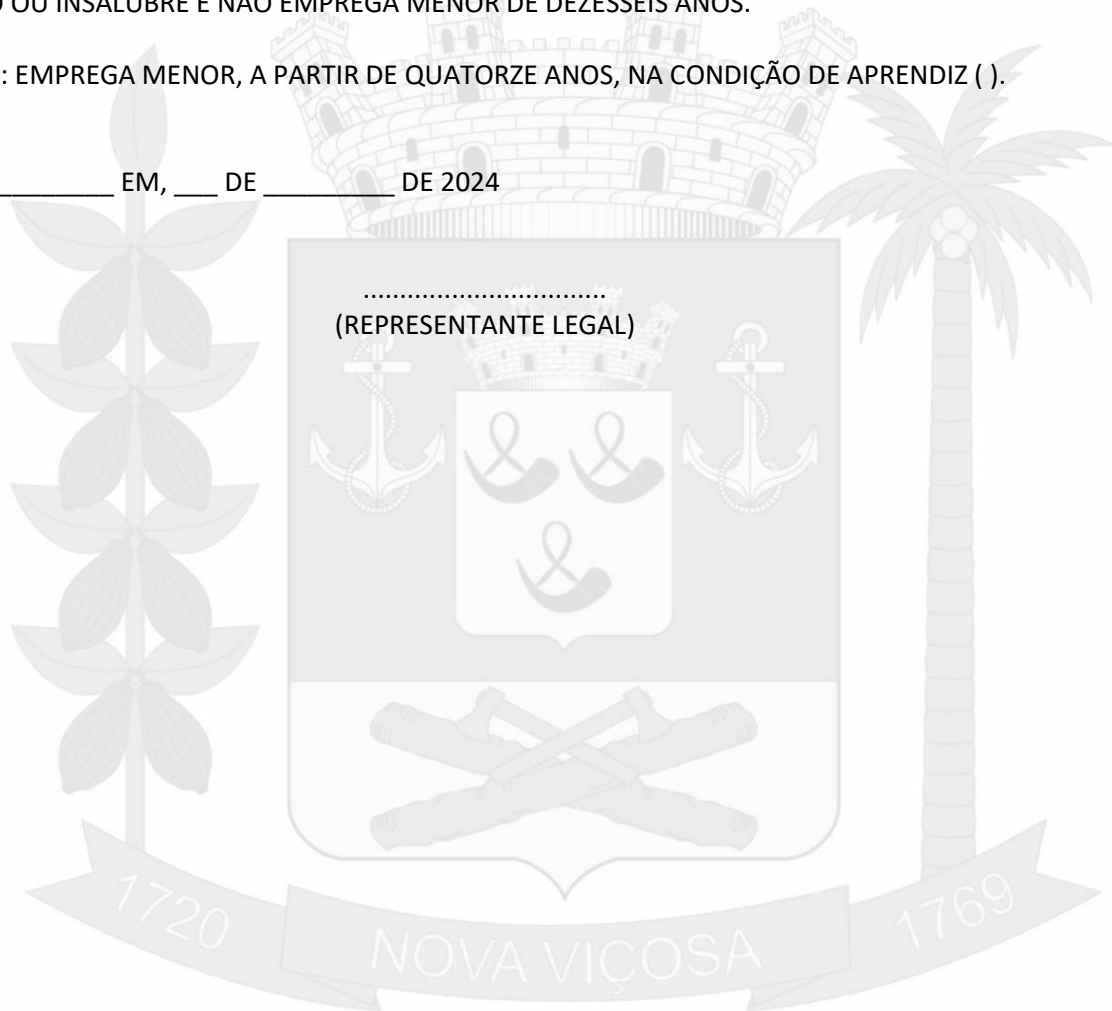 OU INSALUBRE E NÃO EMPREGA MENOR DE DEZESSEIS ANOS.
: EMPREGA MENOR, A PARTIR DE QUATORZE ANOS, NA CONDIÇÃO DE APRENDIZ ( ).
________ EM, ___ DE _________ DE 2024
.................................
(REPRESENTANTE LEGAL)
1720 NOVA VIÇOSA 1769